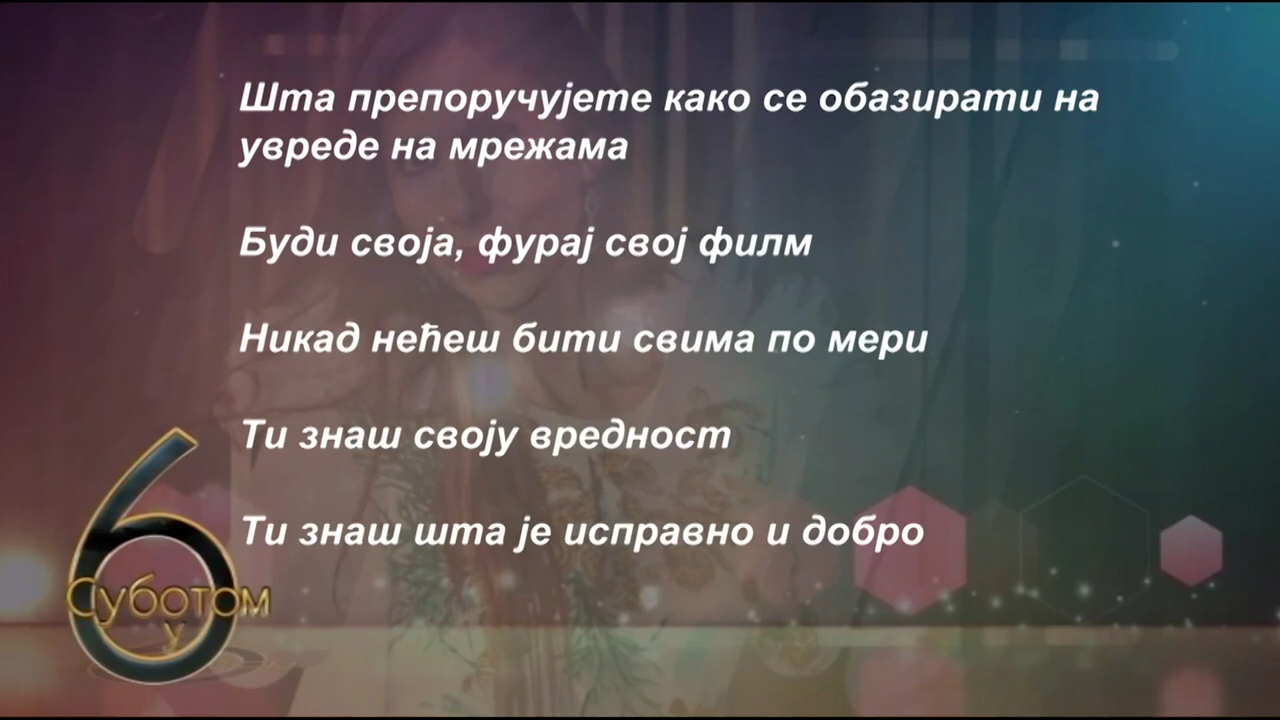 Шта препоручујете како се обазирати на
увреде на мрежама
Буди своја, фурај свој филм
Никад нећеш бити свима по мери
Ти знаш своју вредност
Ти знаш шта је исправно и добро
Суботом
у
6